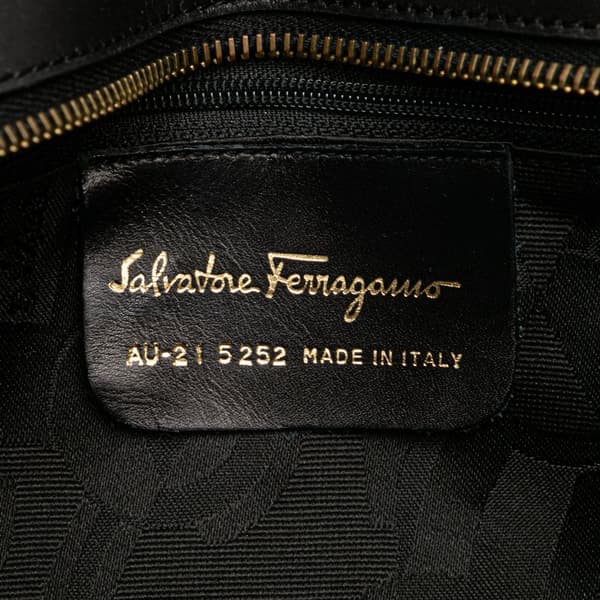 Salvatore Ferragamo
AU-21 5252 MADE IN ITALY